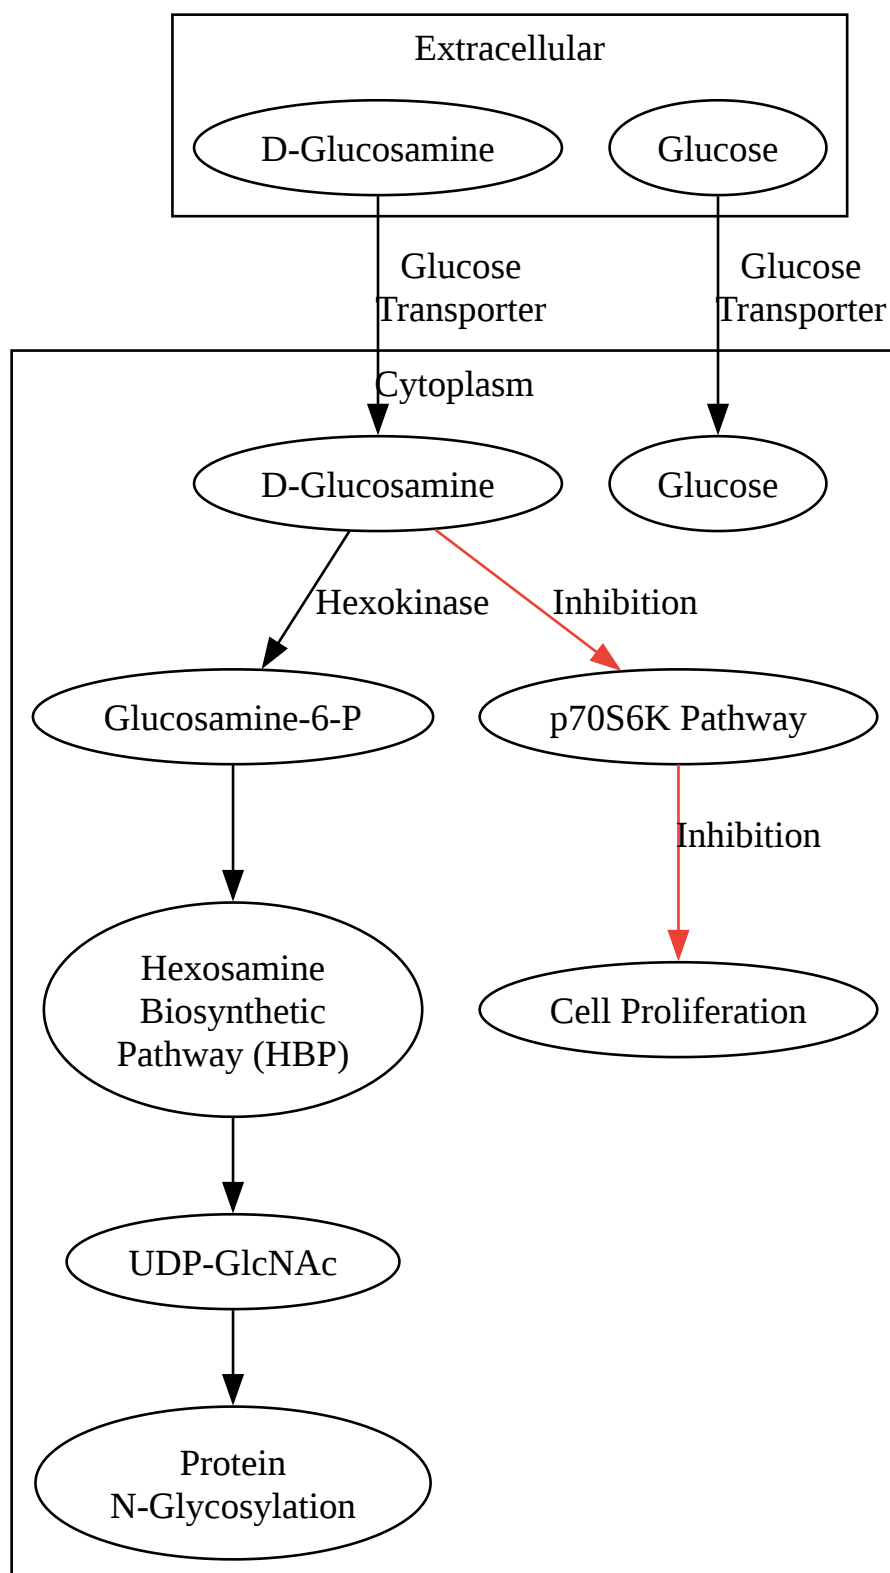 Extracellular
D-Glucosamine
Glucose
Glucose
Transporter
Glucose
Transporter
Cytoplasm
D-Glucosamine
Glucose
Hexokinase
Inhibition
Glucosamine-6-P
p70S6K Pathway
Inhibition
Hexosamine
Biosynthetic
Pathway (HBP)
Cell Proliferation
UDP-GlcNAc
Protein
N-Glycosylation